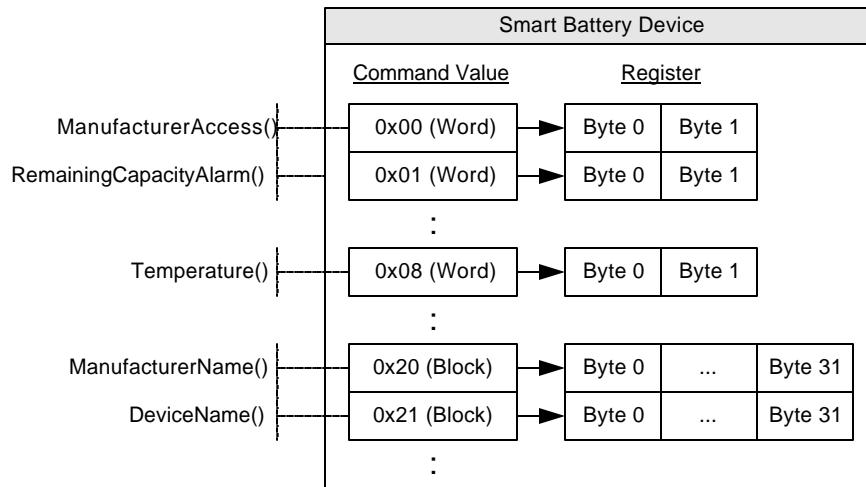 Smart Battery Device
Command Value Register
ManufacturerAccess() 0x00 (Word) Byte 0 Byte 1
RemainingCapacityAlarm() 0x01 (Word) Byte 0 Byte 1
:
Temperature() 0x08 (Word) Byte 0 Byte 1
:
ManufacturerName() 0x20 (Block) Byte 0 ... Byte 31
DeviceName() 0x21 (Block) Byte 0 ... Byte 31
: